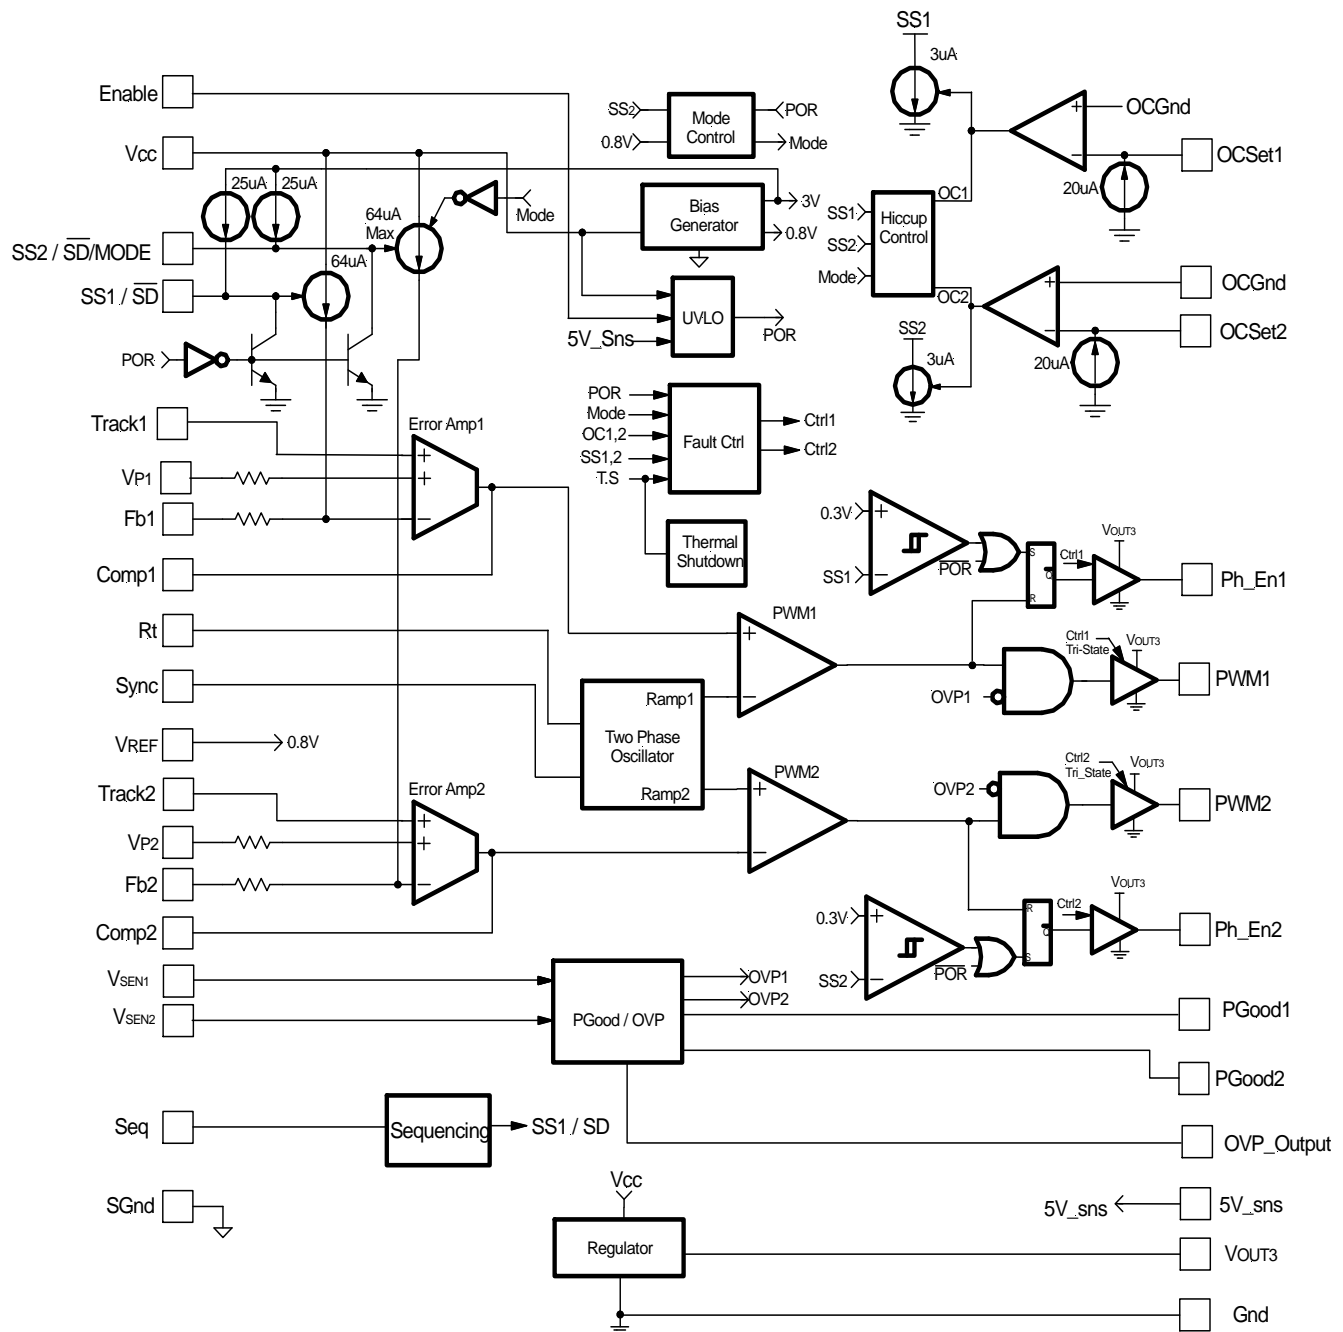 SS1
3uA
Enable
SS2
POR
Mode
Control
0.8V
Mode
OCGnd
OCSet1
20uA
Vcc
25uA
25uA
64uA
Max
Mode
Bias
Generator
3V
0.8V
SS1
SS2
Mode
Hiccup
Control
OC1
OC2
SS2 / SD/MODE
64uA
SS1 / SD
OCGnd
OCSet2
20uA
SS2
3uA
5V_Sns
UVLO
POR
POR
POR
Mode
OC1,2
SS1,2
T.S
Fault Ctrl
Ctrl1
Ctrl2
Thermal
Shutdown
Track1
Error Amp1
+
VP1
+
Fb1
−
Comp1
0.3V
+
SS1
−
POR
S
Q
R
Ctrl1
VOUT3
Ph_En1
Rt
PWM1
+
−
Sync
Ramp1
Two Phase
Oscillator
Ramp2
OVP1
Ctrl1
Tri-State
VOUT3
PWM1
VREF
0.8V
Track2
Error Amp2
+
VP2
+
Fb2
−
Comp2
PWM2
+
−
OVP2
Ctrl2
Tri_State
VOUT3
PWM2
0.3V
+
SS2
−
POR
R
Q
S
Ctrl2
VOUT3
Ph_En2
VSEN1
VSEN2
PGood / OVP
OVP1
OVP2
PGood1
PGood2
Seq
Sequencing
SS1 / SD
OVP_Output
SGnd
Vcc
5V_sns
5V_sns
Regulator
VOUT3
Gnd